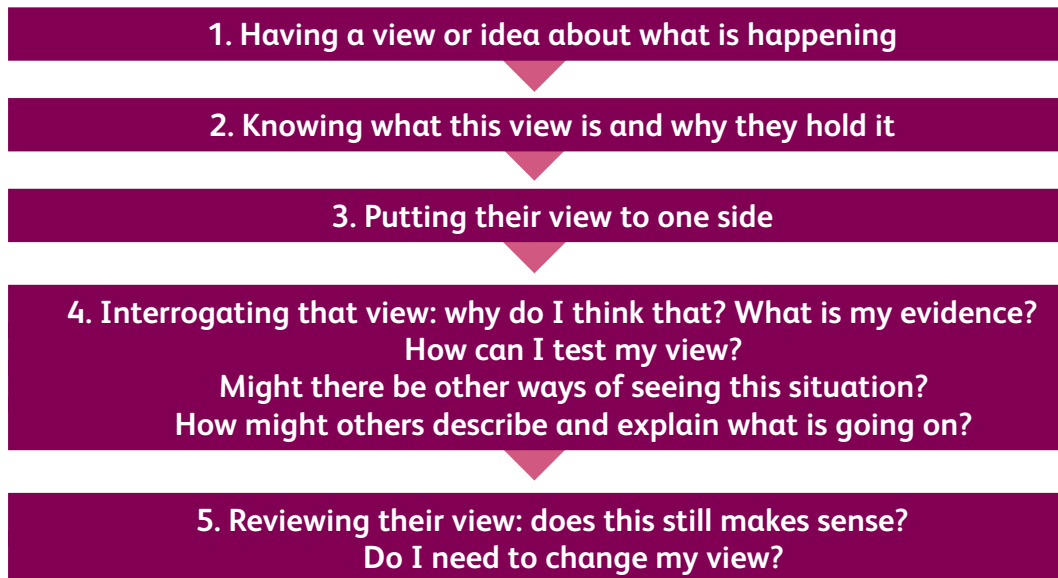 1. Having a view or idea about what is happening
2. Knowing what this view is and why they hold it
3. Putting their view to one side
4. Interrogating that view: why do I think that? What is my evidence?
How can I test my view?
Might there be other ways of seeing this situation?
How might others describe and explain what is going on?
5. Reviewing their view: does this still makes sense?
Do I need to change my view?